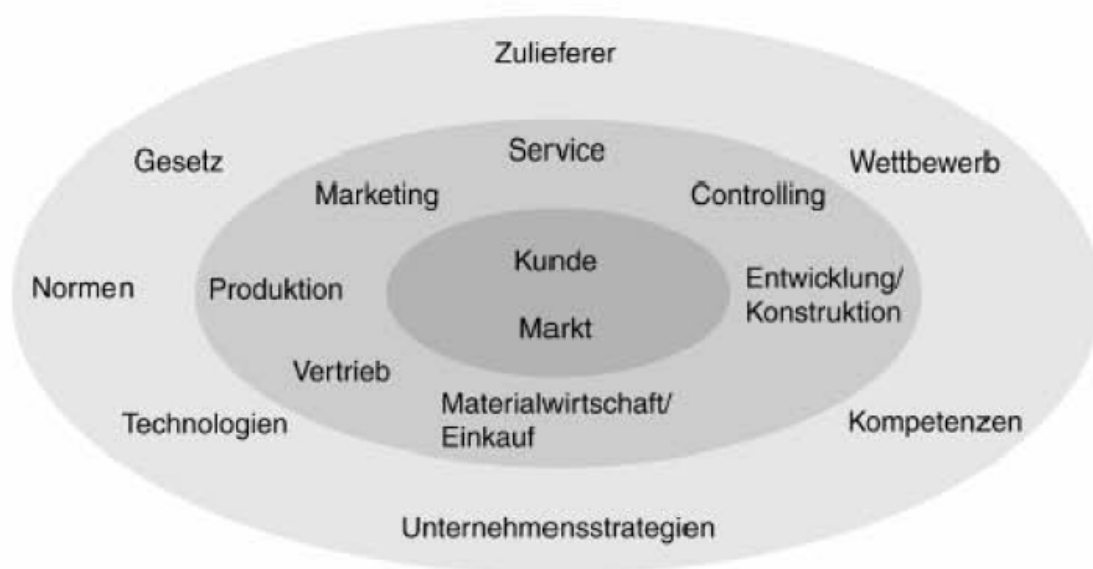 Zulieferer
Gesetz
Service
Wettbewerb
Marketing
Controlling
Kunde
Normen
Produktion
Entwicklung/
Konstruktion
Markt
Vertrieb
Materialwirtschaft/
Einkauf
Technologien
Kompetenzen
Unternehmensstrategien